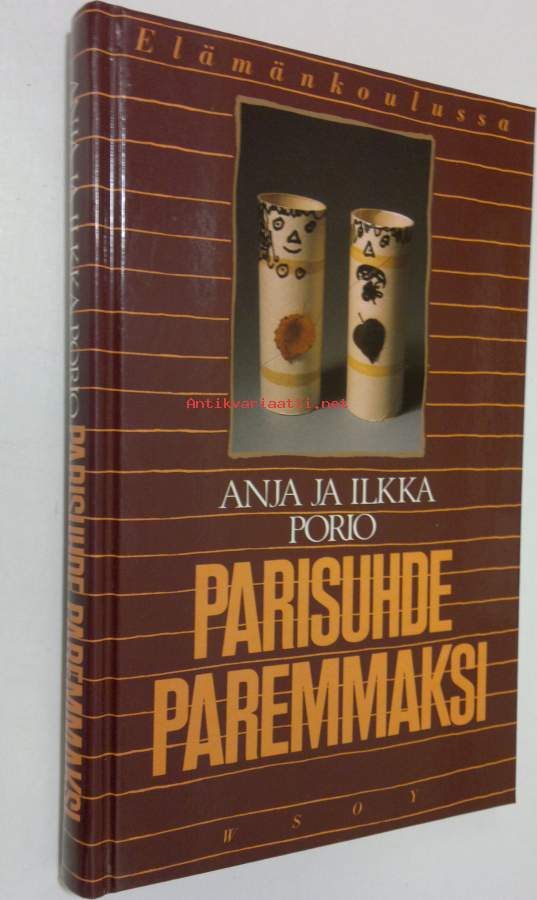 Elämänkoulussa
Antikvariaatti.net
ANJA JA ILKKA
PORIO
PARISUHDE
PAREMMAKSI
WSOY
ANJA JA ILKKA PORIO PARISUHDE PAREMMAKSI